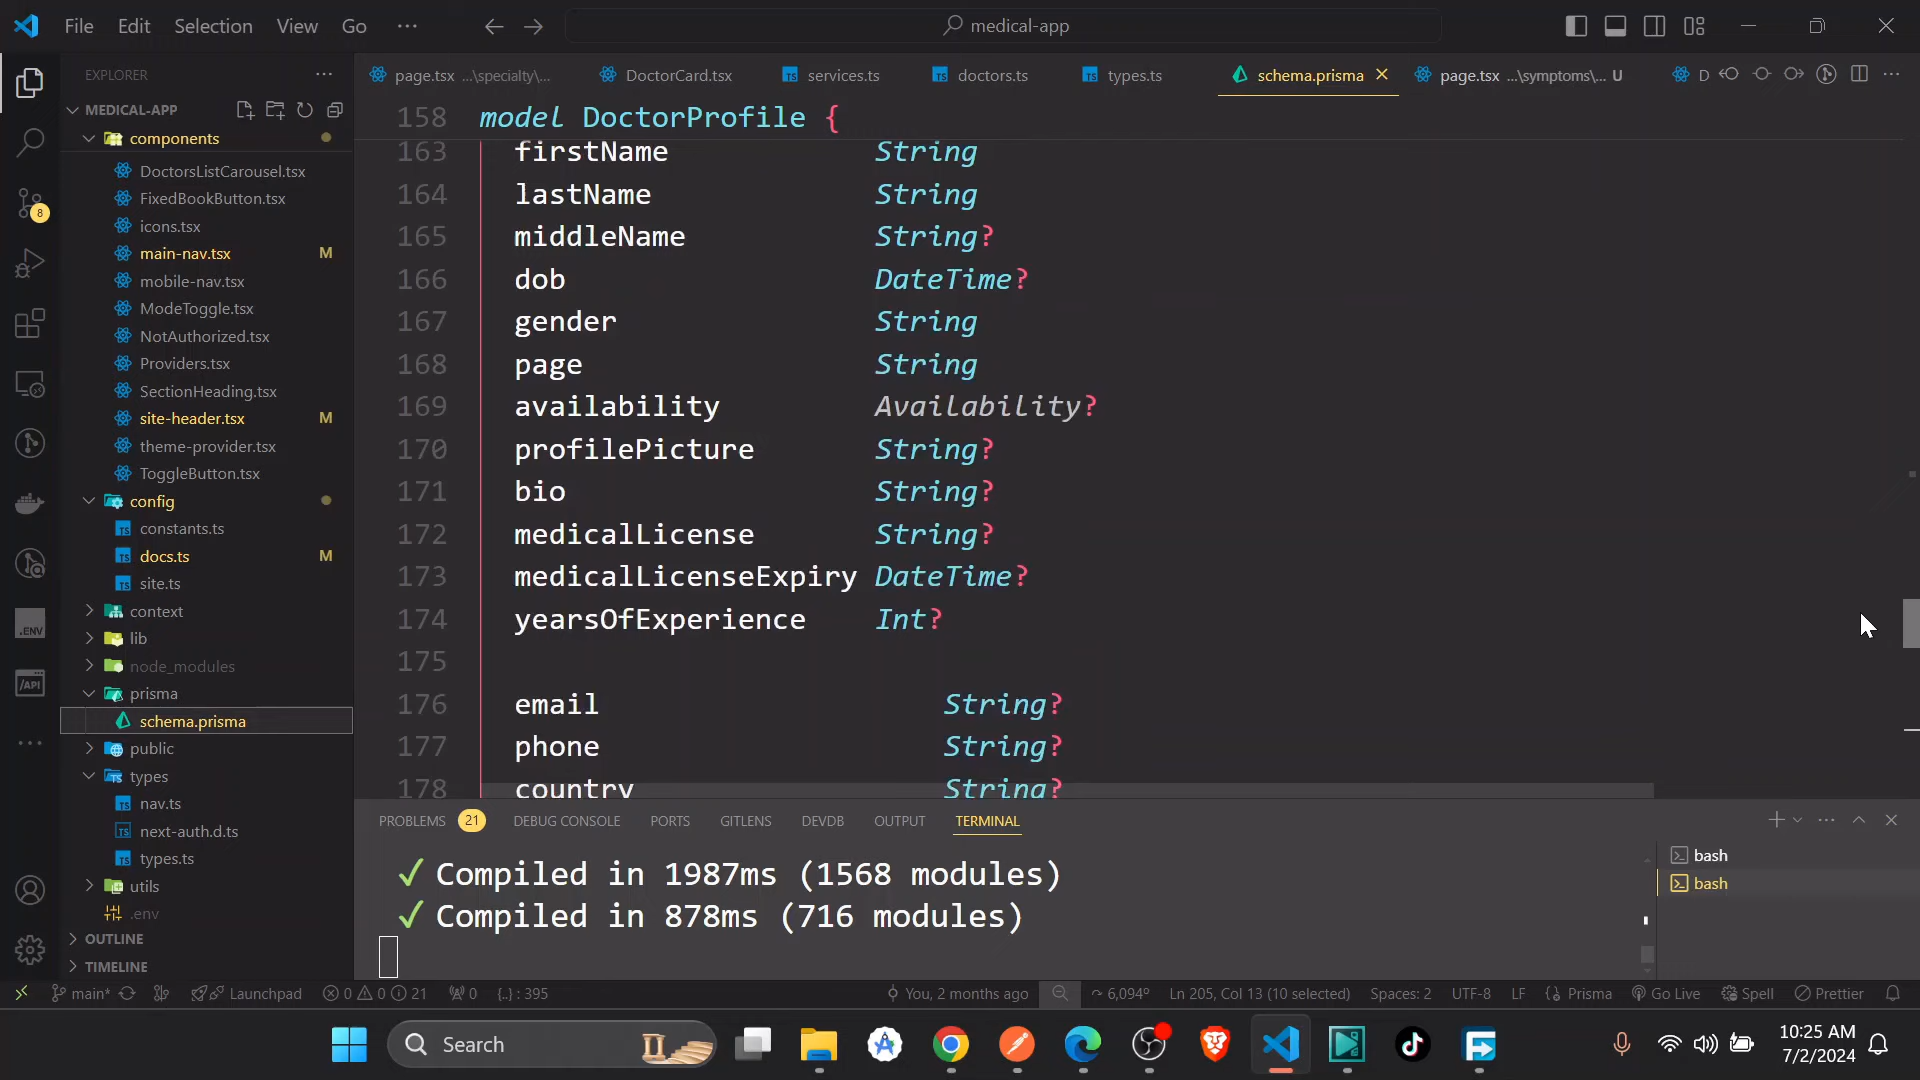 File Edit Selection View Go ··· medical-app
EXPLORER
page.tsx ...\specialty\... DoctorCard.tsx services.ts doctors.ts types.ts schema.prisma page.tsx ...\symptoms\... U D
MEDICAL-APP
components
DoctorsListCarousel.tsx
FixedBookButton.tsx
icons.tsx
main-nav.tsx M
mobile-nav.tsx
ModeToggle.tsx
NotAuthorized.tsx
Providers.tsx
SectionHeading.tsx
site-header.tsx M
theme-provider.tsx
ToggleButton.tsx
config
constants.ts
docs.ts M
site.ts
context
lib
node_modules
prisma
schema.prisma
public
types
nav.ts
next-auth.d.ts
types.ts
utils
.env
OUTLINE
TIMELINE
8
.ENV
/API
158 model DoctorProfile {
163 firstName String
164 lastName String
165 middleName String?
166 dob DateTime?
167 gender String
168 page String
169 availability Availability?
170 profilePicture String?
171 bio String?
172 medicalLicense String?
173 medicalLicenseExpiry DateTime?
174 yearsOfExperience Int?
175
176 email String?
177 phone String?
178 country String?
PROBLEMS 21 DEBUG CONSOLE PORTS GITLENS DEVDB OUTPUT TERMINAL
✓ Compiled in 1987ms (1568 modules)
✓ Compiled in 878ms (716 modules)
bash
bash
main* Launchpad 0 0 21 0 {..} : 395 You, 2 months ago 6,094° Ln 205, Col 13 (10 selected) Spaces: 2 UTF-8 LF Prisma Go Live Spell Prettier
Search
10:25 AM
7/2/2024